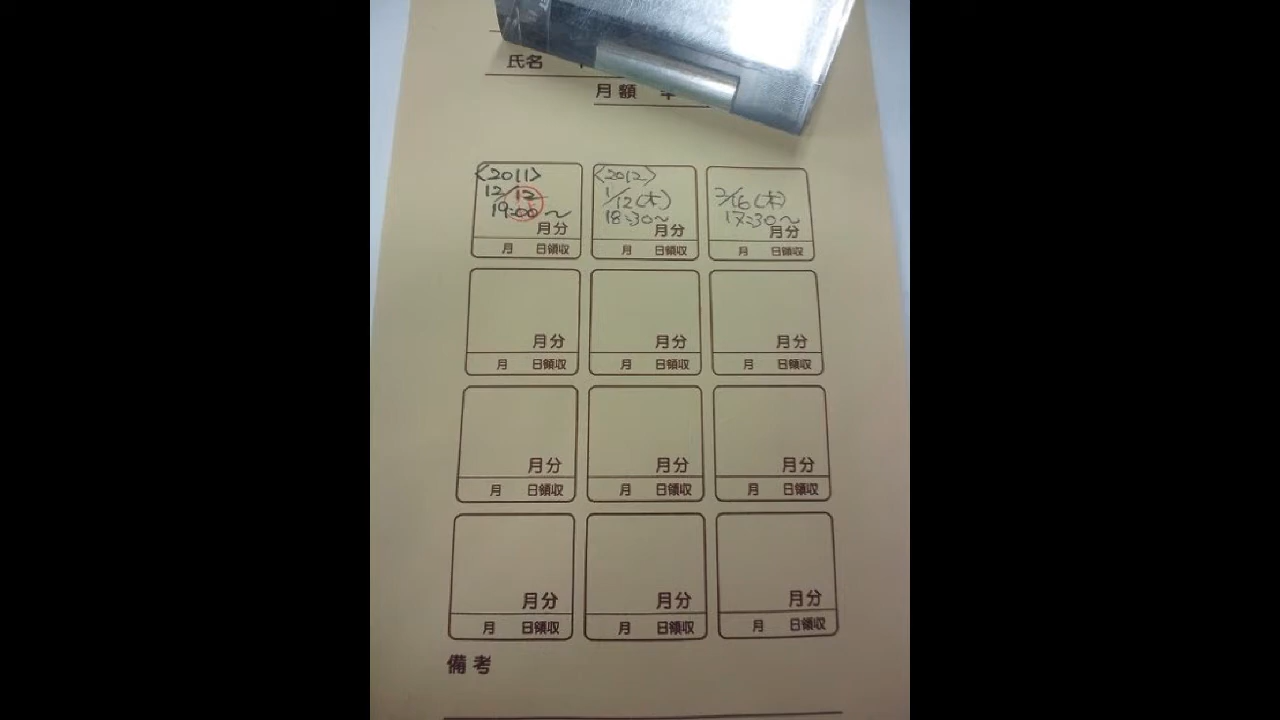 氏名
月額
〈2011〉 〈2012〉
12/12 1/12(木) 2/16(木)
19:00〜 18:30〜 17:30〜
月分 月分 月分
月 日領収 月 日領収 月 日領収
月分 月分 月分
月 日領収 月 日領収 月 日領収
月分 月分 月分
月 日領収 月 日領収 月 日領収
月分 月分 月分
月 日領収 月 日領収 月 日領収
備考